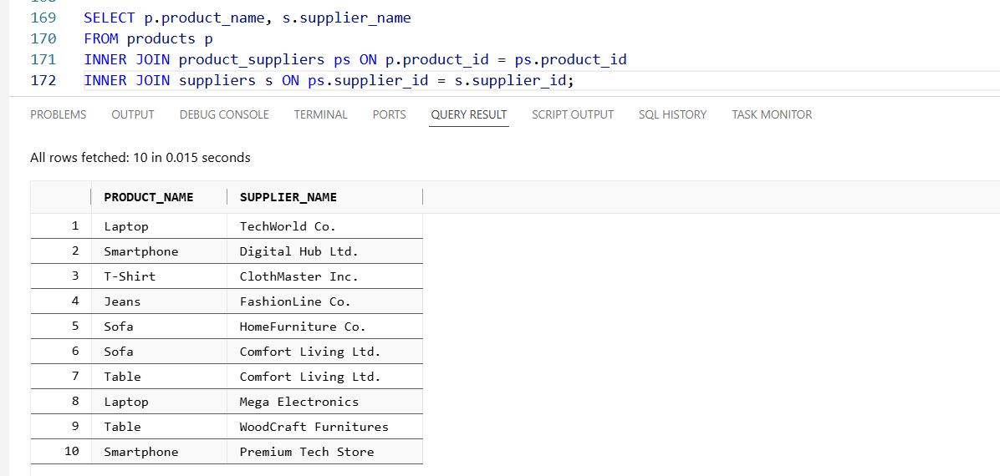 169 SELECT p.product_name, s.supplier_name
170 FROM products p
171 INNER JOIN product_suppliers ps ON p.product_id = ps.product_id
172 INNER JOIN suppliers s ON ps.supplier_id = s.supplier_id;
PROBLEMS OUTPUT DEBUG CONSOLE TERMINAL PORTS QUERY RESULT SCRIPT OUTPUT SQL HISTORY TASK MONITOR
All rows fetched: 10 in 0.015 seconds
PRODUCT_NAME SUPPLIER_NAME
1 Laptop TechWorld Co.
2 Smartphone Digital Hub Ltd.
3 T-Shirt ClothMaster Inc.
4 Jeans FashionLine Co.
5 Sofa HomeFurniture Co.
6 Sofa Comfort Living Ltd.
7 Table Comfort Living Ltd.
8 Laptop Mega Electronics
9 Table WoodCraft Furnitures
10 Smartphone Premium Tech Store